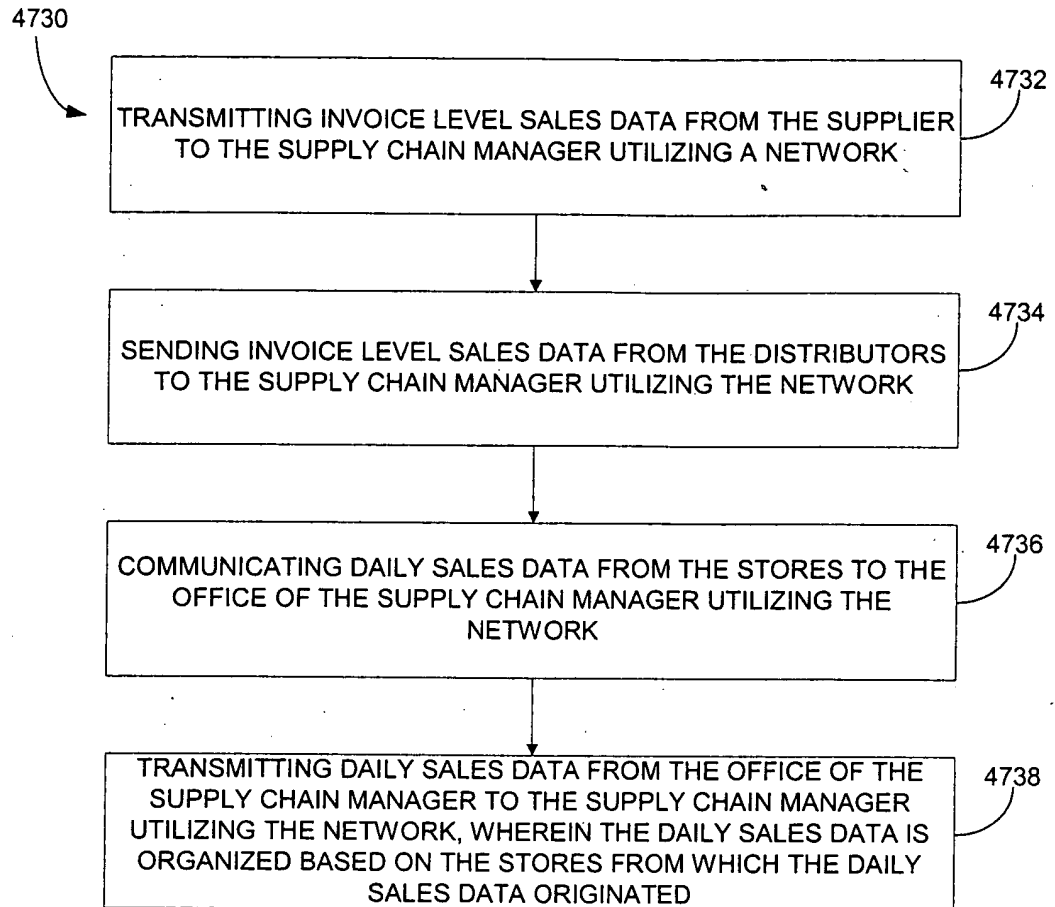 4730
4732
TRANSMITTING INVOICE LEVEL SALES DATA FROM THE SUPPLIER
TO THE SUPPLY CHAIN MANAGER UTILIZING A NETWORK
4734
SENDING INVOICE LEVEL SALES DATA FROM THE DISTRIBUTORS
TO THE SUPPLY CHAIN MANAGER UTILIZING THE NETWORK
4736
COMMUNICATING DAILY SALES DATA FROM THE STORES TO THE
OFFICE OF THE SUPPLY CHAIN MANAGER UTILIZING THE
NETWORK
4738
TRANSMITTING DAILY SALES DATA FROM THE OFFICE OF THE
SUPPLY CHAIN MANAGER TO THE SUPPLY CHAIN MANAGER
UTILIZING THE NETWORK, WHEREIN THE DAILY SALES DATA IS
ORGANIZED BASED ON THE STORES FROM WHICH THE DAILY
SALES DATA ORIGINATED